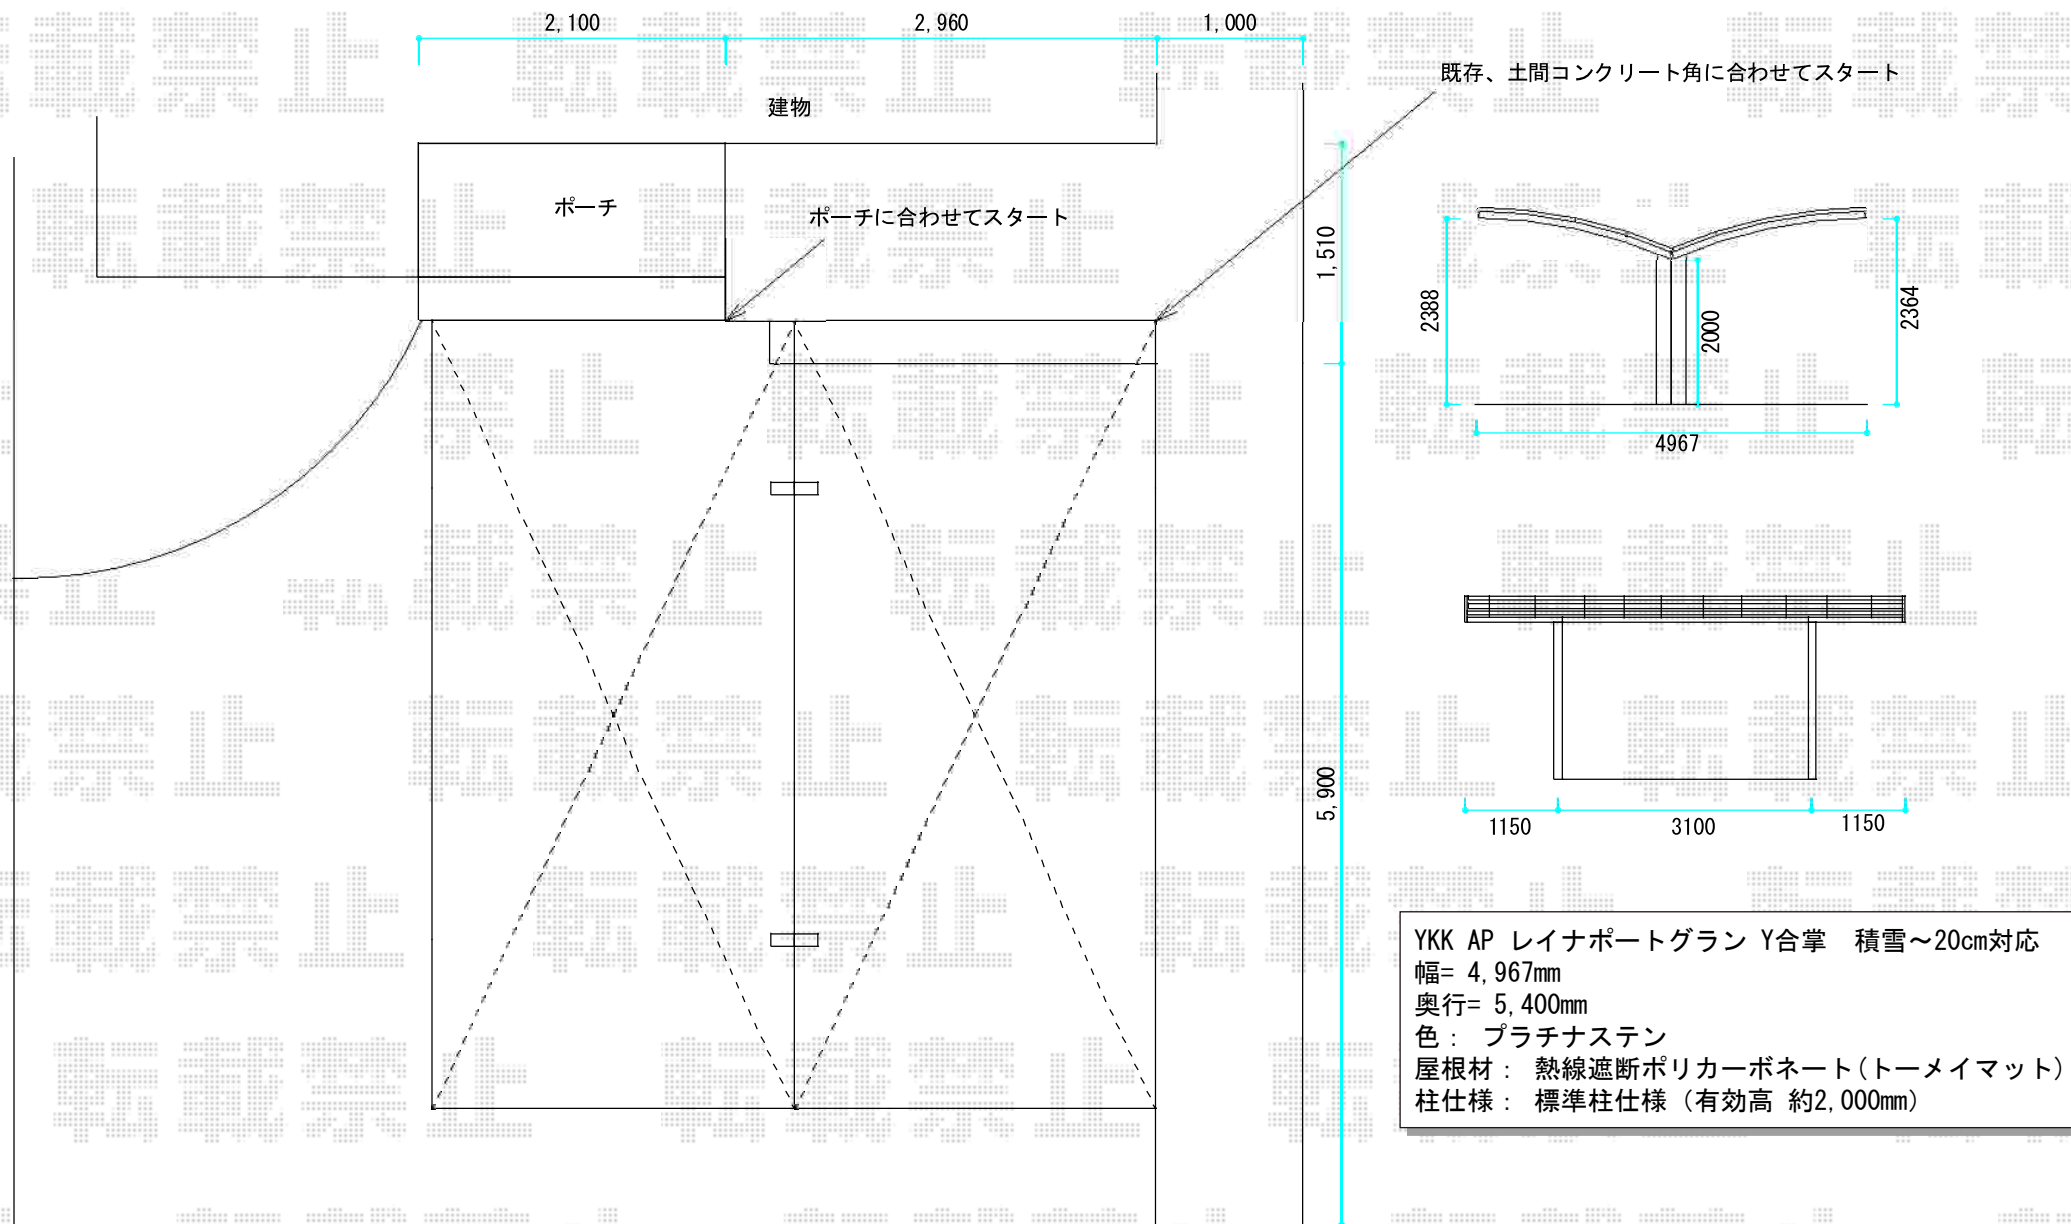 2,100
2,960
1,000
既存、土間コンクリート角に合わせてスタート
建物
ポーチ
ポーチに合わせてスタート
1,510
5,900
2388
2000
2364
4967
1150
3100
1150
YKK AP レイナポートグラン Y合掌　積雪～20cm対応
幅= 4,967mm
奥行= 5,400mm
色： プラチナステン
屋根材： 熱線遮断ポリカーボネート(トーメイマット)
柱仕様： 標準柱仕様（有効高 約2,000mm）
転載禁止